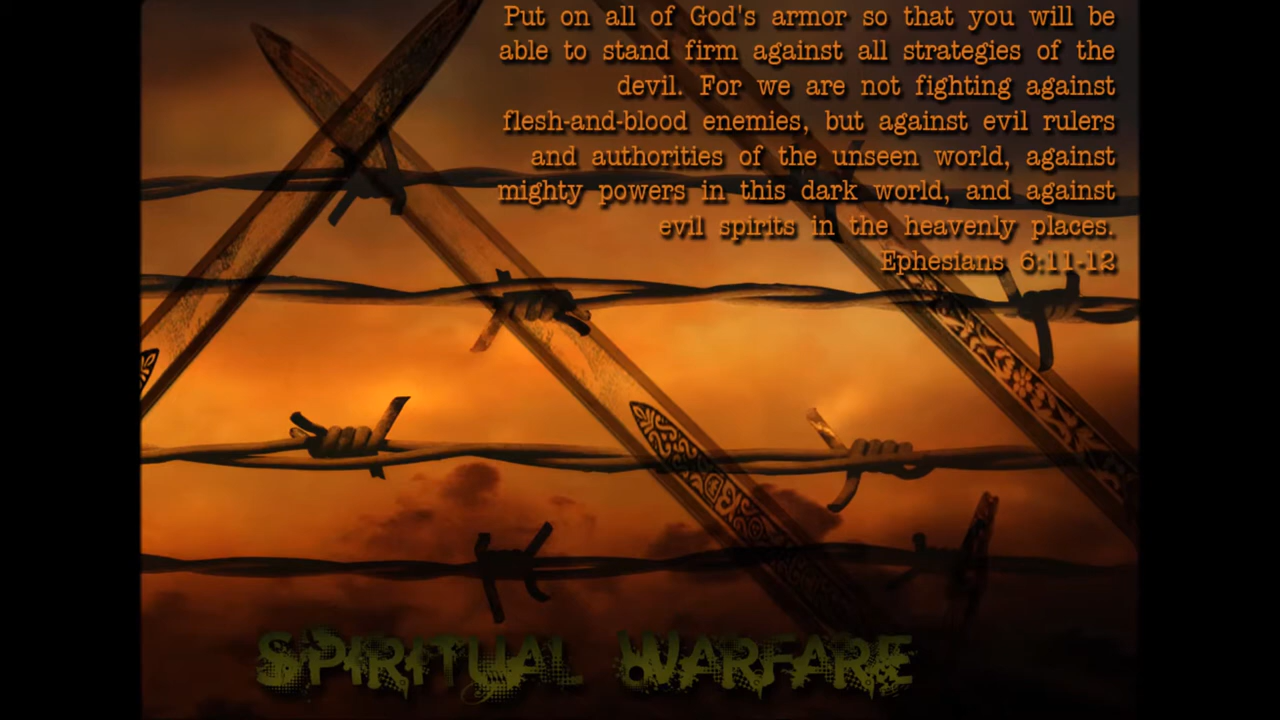 Put on all of God's armor so that you will be
able to stand firm against all strategies of the
devil. For we are not fighting against
flesh-and-blood enemies, but against evil rulers
and authorities of the unseen world, against
mighty powers in this dark world, and against
evil spirits in the heavenly places.
Ephesians 6:11-12
SPIRITUAL WARFARE